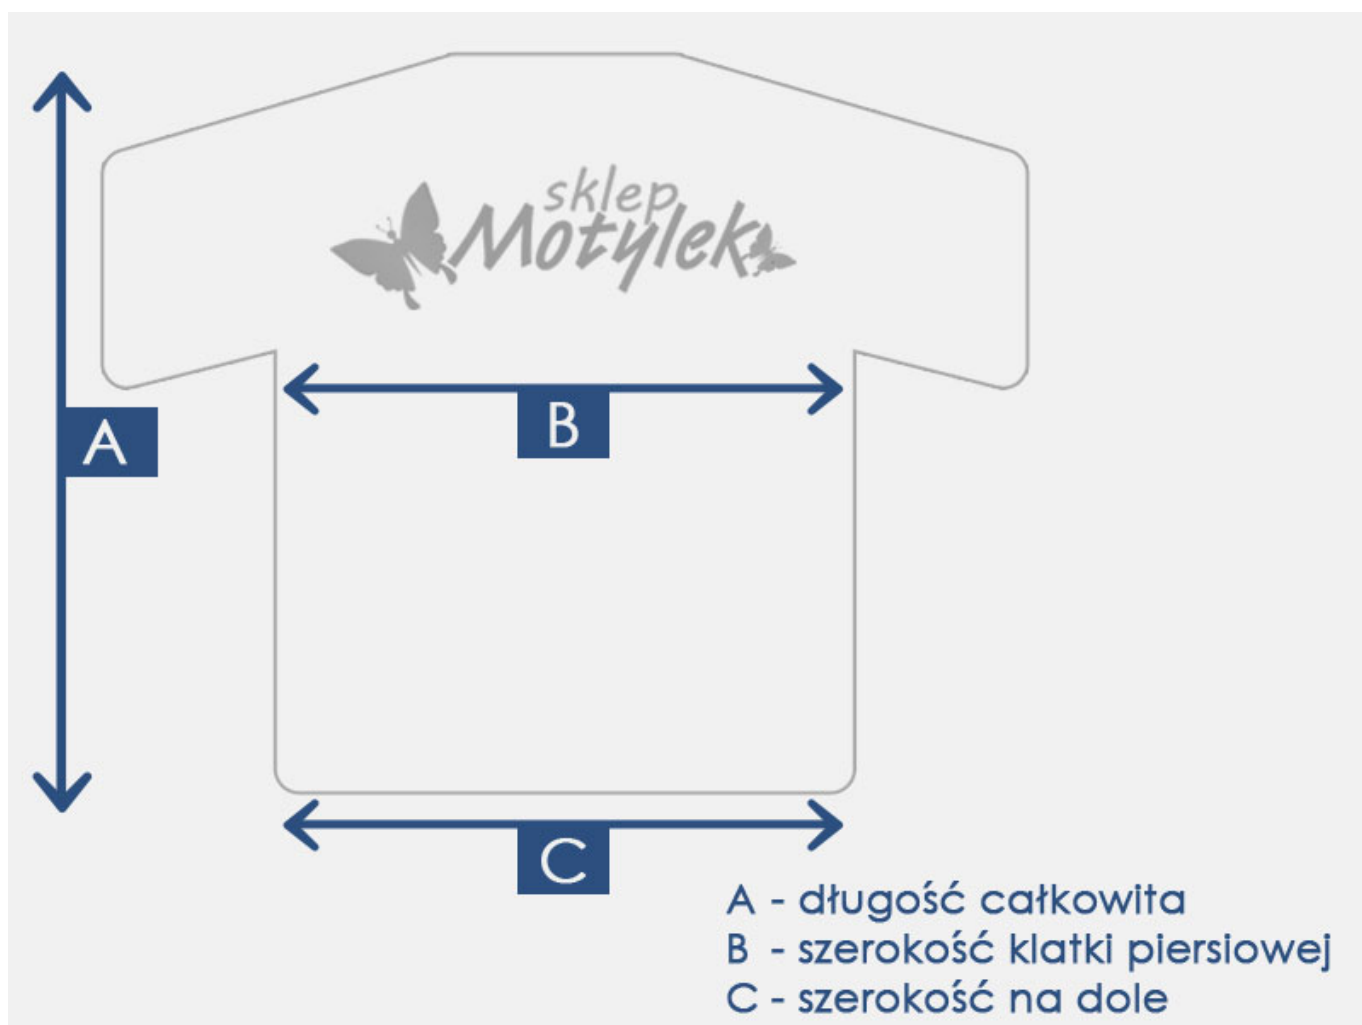 sklep
Motylek
A
B
C
A - długość całkowita
B - szerokość klatki piersiowej
C - szerokość na dole